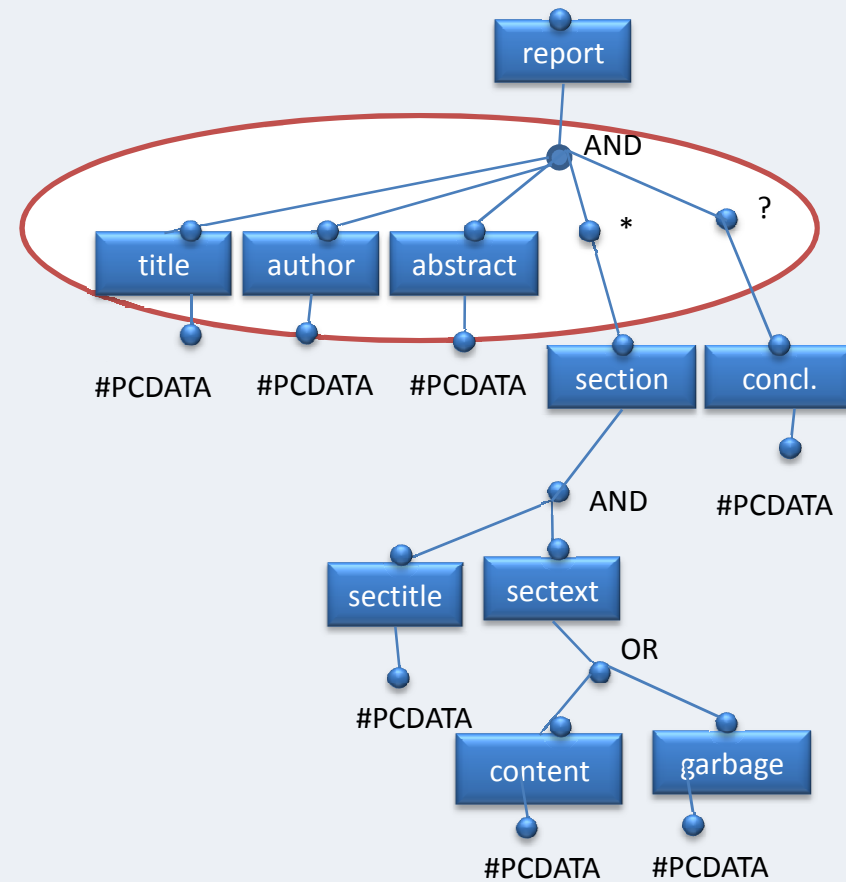 report
AND
*
?
title
author
abstract
#PCDATA
#PCDATA
#PCDATA
section
concl.
AND
#PCDATA
sectitle
sectext
OR
#PCDATA
content
garbage
#PCDATA
#PCDATA